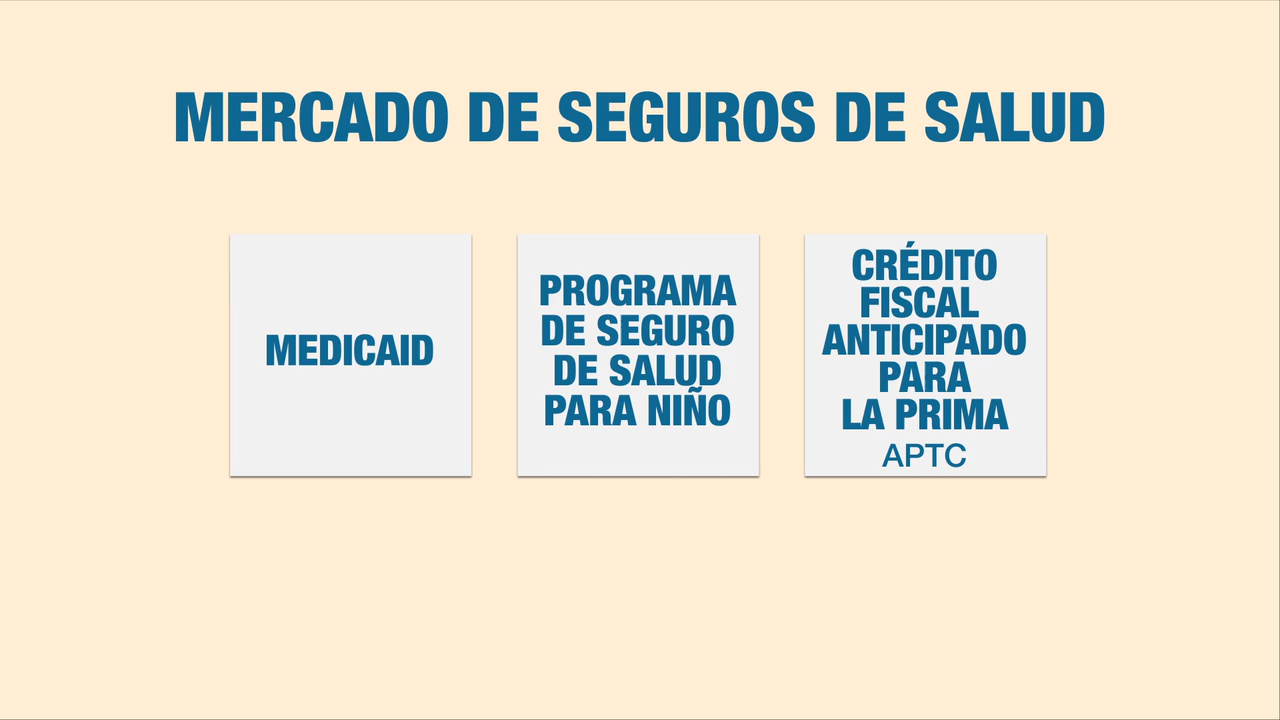 MERCADO DE SEGUROS DE SALUD
MEDICAID
PROGRAMA
DE SEGURO
DE SALUD
PARA NIÑO
CRÉDITO
FISCAL
ANTICIPADO
PARA
LA PRIMA
APTC